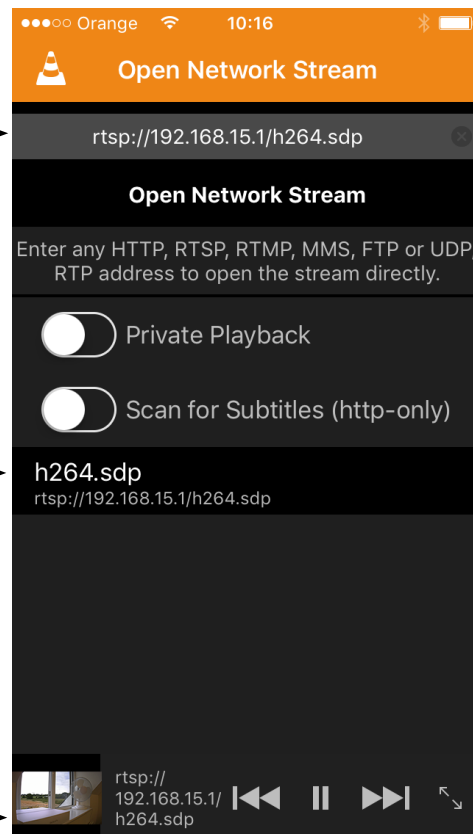 Orange 10:16
Open Network Stream
rtsp://192.168.15.1/h264.sdp
Open Network Stream
Enter any HTTP, RTSP, RTMP, MMS, FTP or UDP,
RTP address to open the stream directly.
Private Playback
Scan for Subtitles (http-only)
h264.sdp
rtsp://192.168.15.1/h264.sdp
rtsp://
192.168.15.1/
h264.sdp